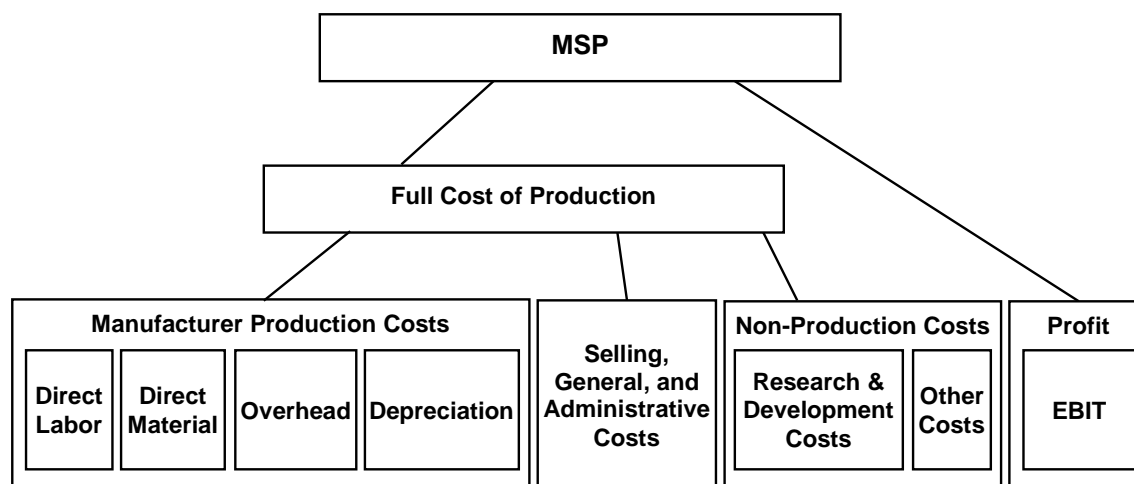 MSP
Full Cost of Production
Manufacturer Production Costs
Direct
Labor
Direct
Material
Overhead
Depreciation
Selling,
General, and
Administrative
Costs
Non-Production Costs
Research &
Development
Costs
Other
Costs
Profit
EBIT